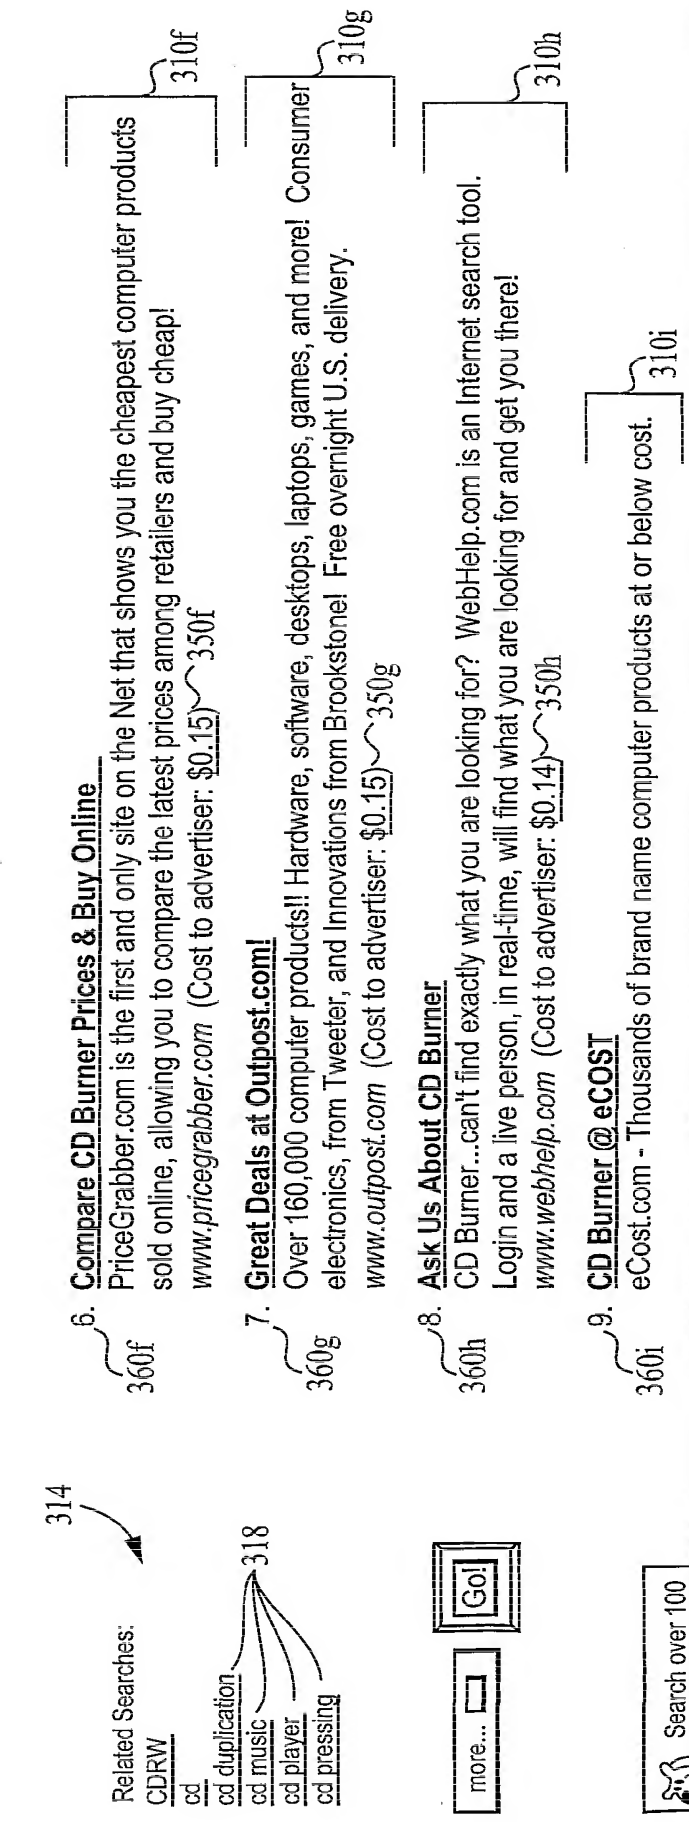 314
Related Searches:
CDRW
cd
cd duplication
cd music
cd player
cd pressing
318
more...
Go!
Search over 100
360f
6. Compare CD Burner Prices & Buy Online
PriceGrabber.com is the first and only site on the Net that shows you the cheapest computer products
sold online, allowing you to compare the latest prices among retailers and buy cheap!
www.pricegrabber.com (Cost to advertiser: $0.15) 350f
310f
360g
7. Great Deals at Outpost.com!
Over 160,000 computer products!! Hardware, software, desktops, laptops, games, and more! Consumer
electronics, from Tweeter, and Innovations from Brookstone! Free overnight U.S. delivery.
www.outpost.com (Cost to advertiser: $0.15) 350g
310g
360h
8. Ask Us About CD Burner
CD Burner...can't find exactly what you are looking for? WebHelp.com is an Internet search tool.
Login and a live person, in real-time, will find what you are looking for and get you there!
www.webhelp.com (Cost to advertiser: $0.14) 350h
310h
360i
9. CD Burner @ eCOST
eCost.com - Thousands of brand name computer products at or below cost.
310i